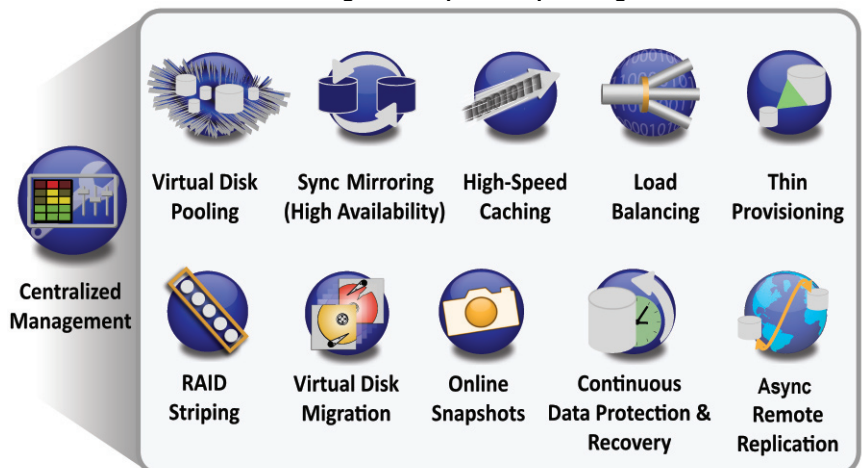 Virtual Disk
Pooling
Sync Mirroring
(High Availability)
High-Speed
Caching
Load
Balancing
Thin
Provisioning
Centralized
Management
RAID
Striping
Virtual Disk
Migration
Online
Snapshots
Continuous
Data Protection &
Recovery
Async
Remote
Replication